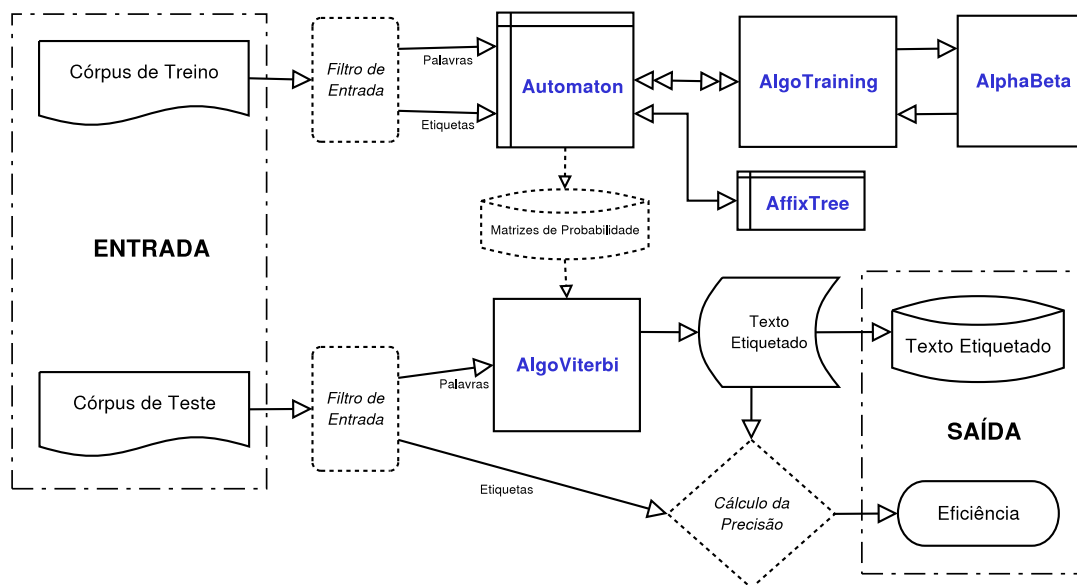 Córpus de Treino
Filtro de
Entrada
Palavras
Etiquetas
Automaton
AlgoTraining
AlphaBeta
AffixTree
Matrizes de Probabilidade
ENTRADA
Córpus de Teste
Filtro de
Entrada
Palavras
Etiquetas
AlgoViterbi
Texto
Etiquetado
Texto Etiquetado
SAÍDA
Cálculo da
Precisão
Eficiência